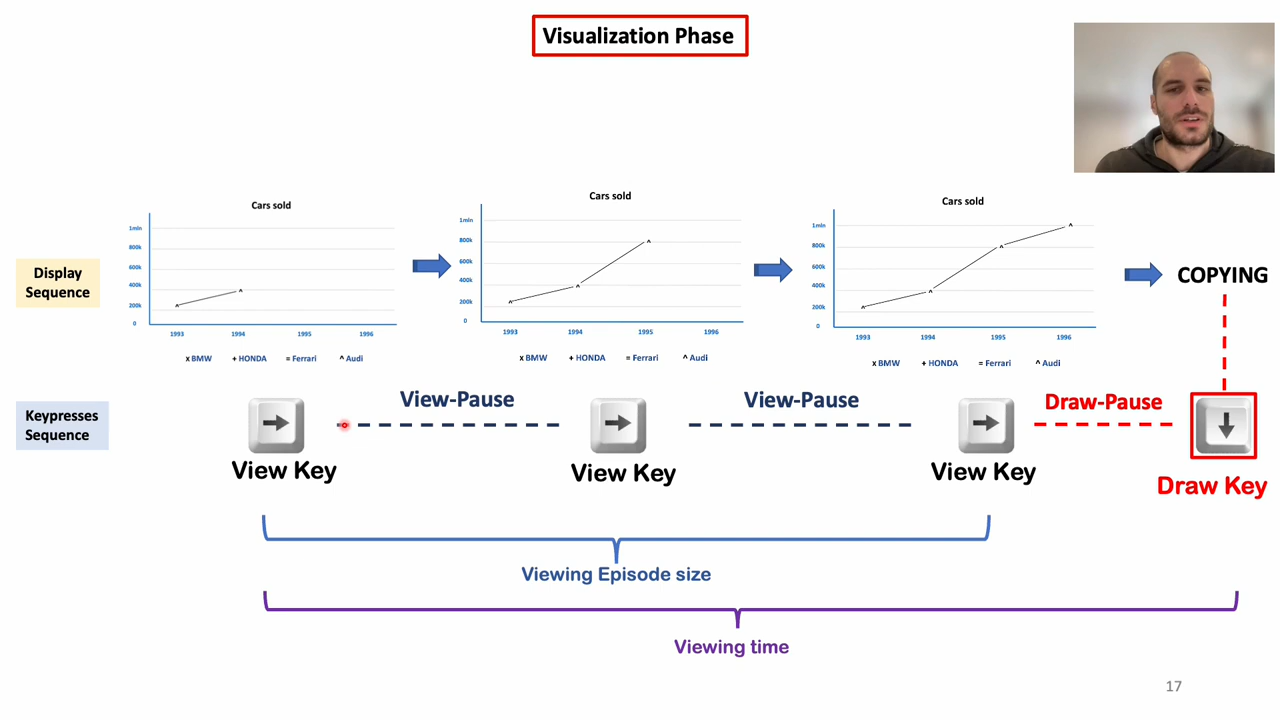 Visualization Phase
Cars sold
1mln
800k
600k
400k
200k
0
1993 1994 1995 1996
x BMW + HONDA = Ferrari ^ Audi
Cars sold
1mln
800k
600k
400k
200k
0
1993 1994 1995 1996
x BMW + HONDA = Ferrari ^ Audi
Cars sold
1mln
800k
600k
400k
200k
0
1993 1994 1995 1996
x BMW + HONDA = Ferrari ^ Audi
Display
Sequence
COPYING
Keypresses
Sequence
View-Pause
View-Pause
Draw-Pause
View Key
View Key
View Key
Draw Key
Viewing Episode size
Viewing time
17